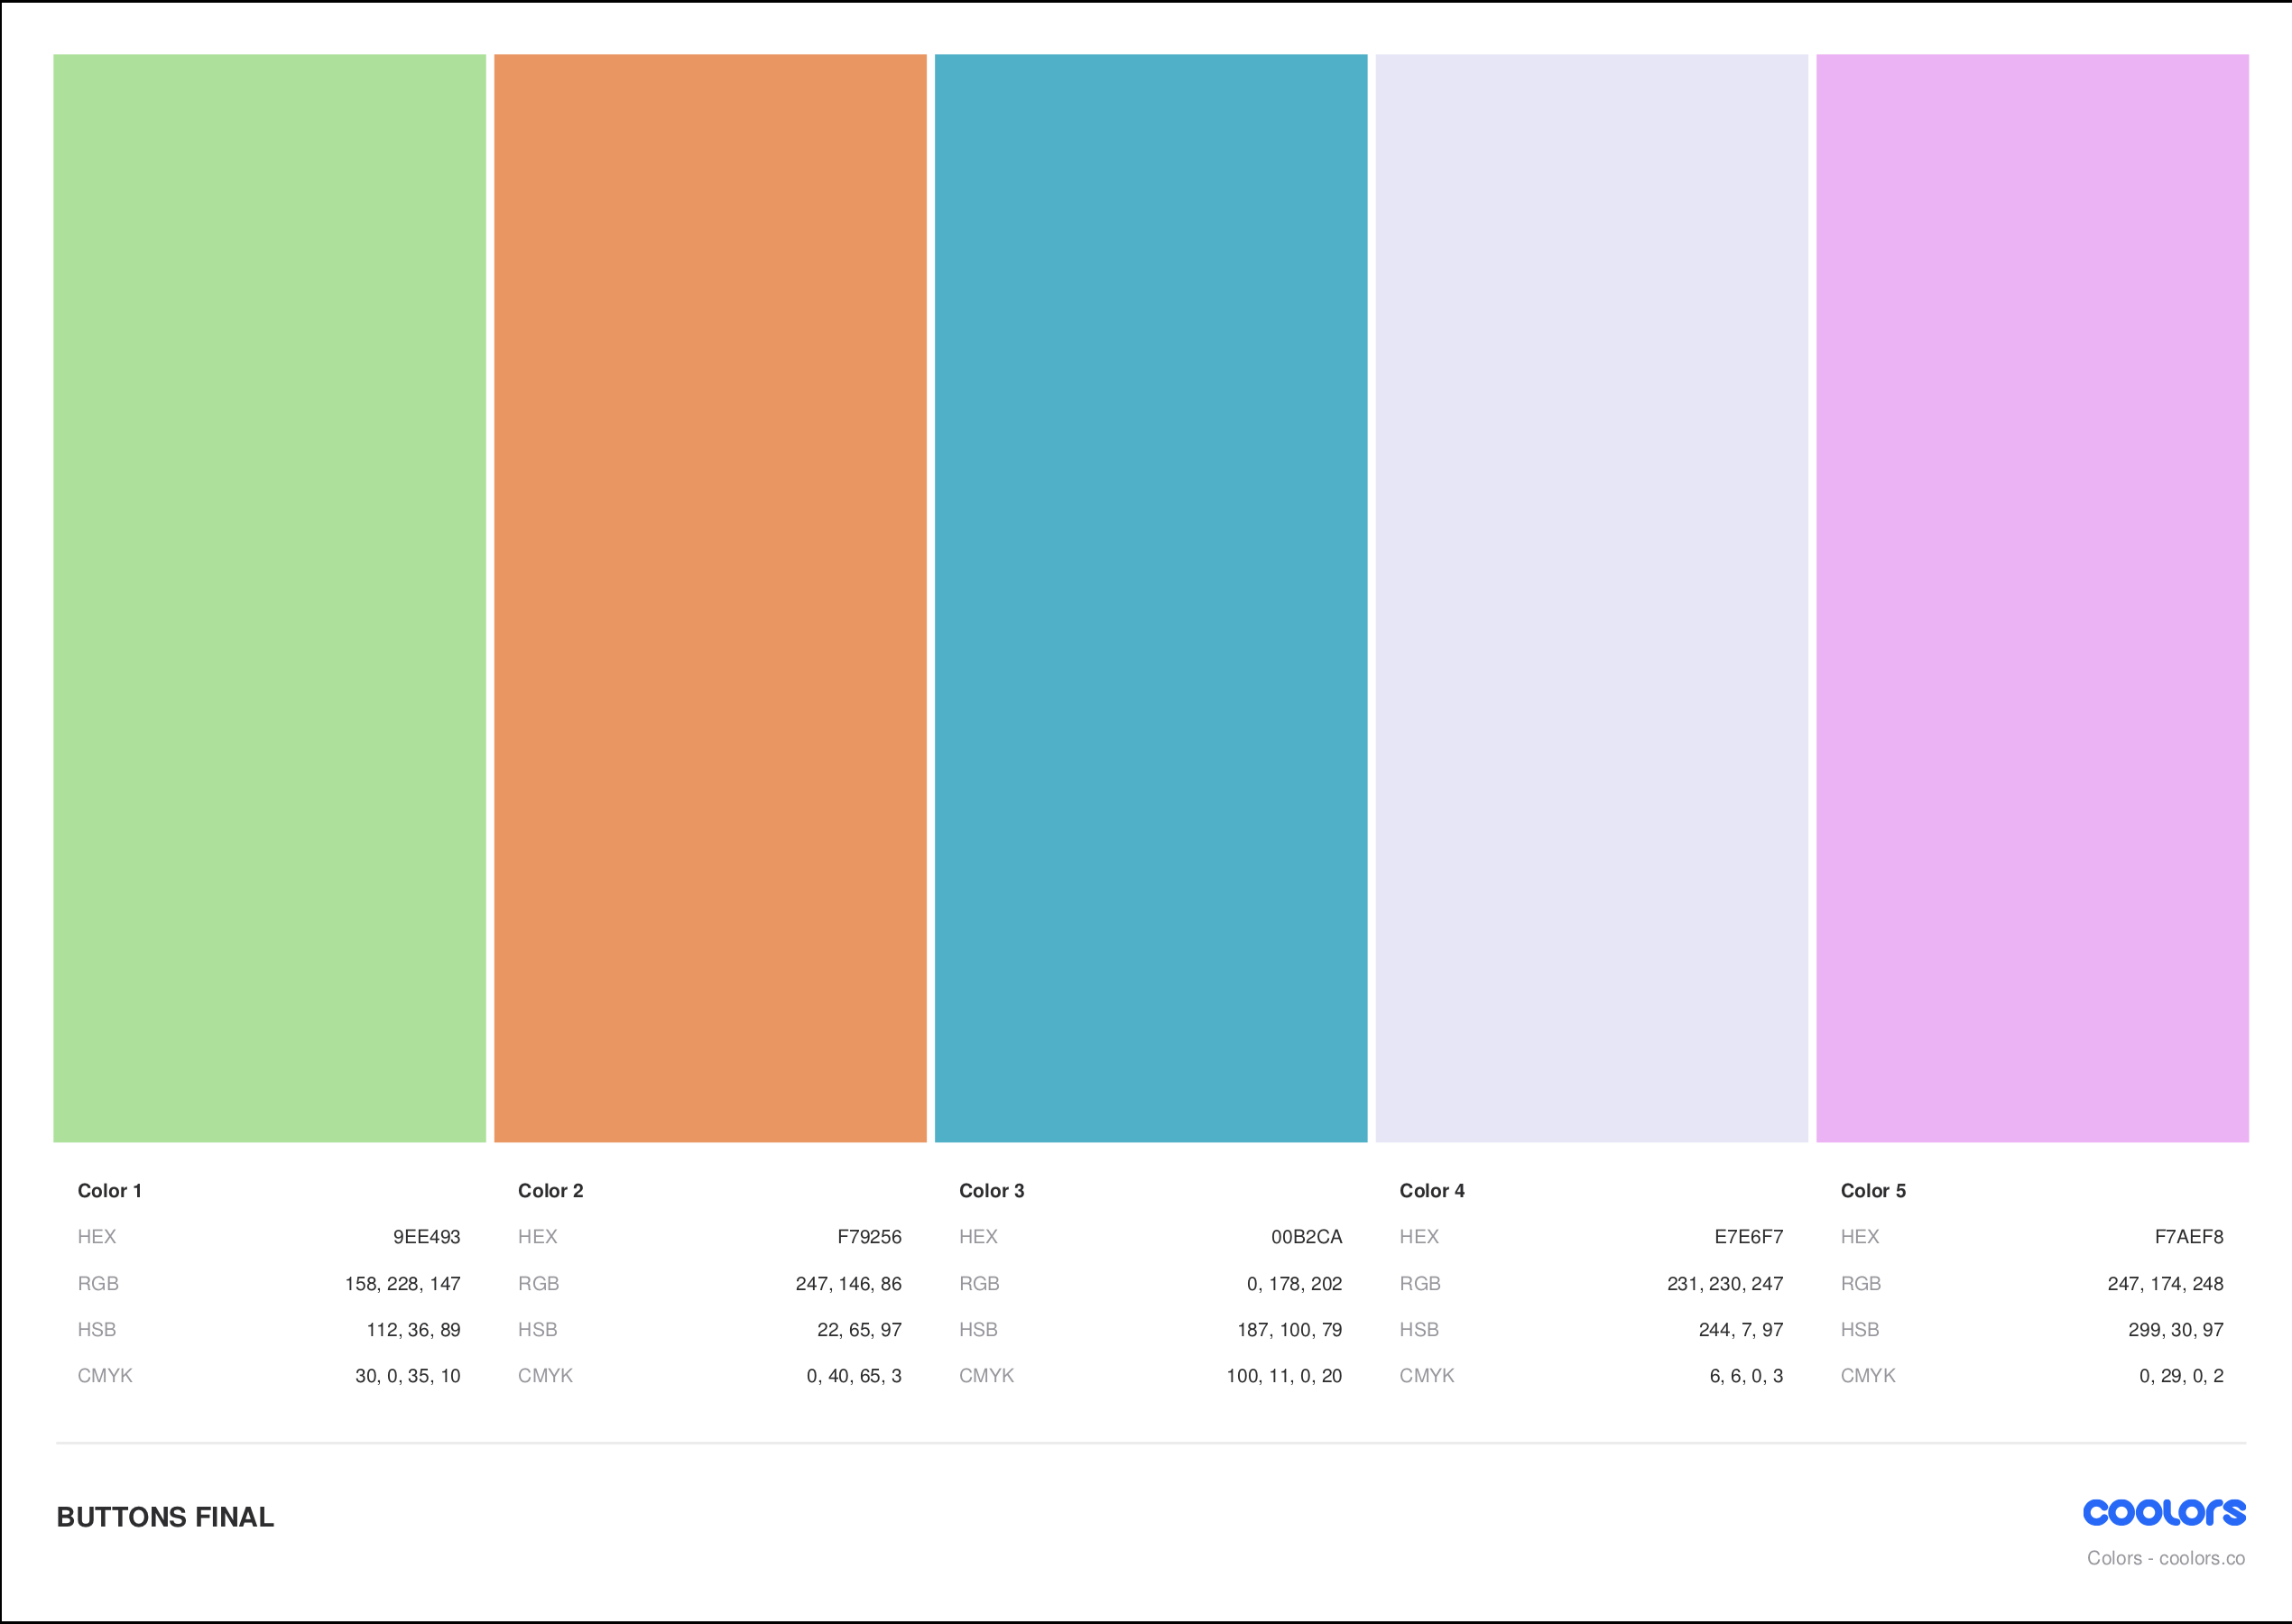 Color 1
HEX 9EE493
RGB 158, 228, 147
HSB 112, 36, 89
CMYK 30, 0, 35, 10
Color 2
HEX F79256
RGB 247, 146, 86
HSB 22, 65, 97
CMYK 0, 40, 65, 3
Color 3
HEX 00B2CA
RGB 0, 178, 202
HSB 187, 100, 79
CMYK 100, 11, 0, 20
Color 4
HEX E7E6F7
RGB 231, 230, 247
HSB 244, 7, 97
CMYK 6, 6, 0, 3
Color 5
HEX F7AEF8
RGB 247, 174, 248
HSB 299, 30, 97
CMYK 0, 29, 0, 2
BUTTONS FINAL
coolors
Colors - coolors.co